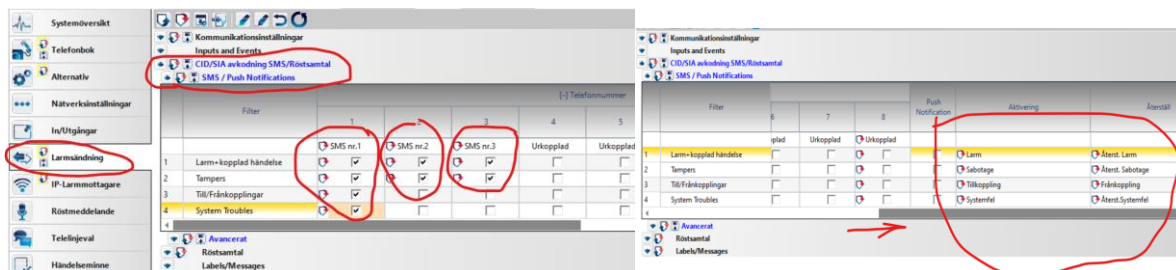 Systemöversikt
Telefonbok
Alternativ
Nätverksinställningar
In/Utgångar
Larmsändning
IP-Larmmottagare
Röstmeddelande
Telelinjeval
Händelseminne
Kommunikationsinställningar
Inputs and Events
CID/SIA avkodning SMS/Röstsamtal
SMS / Push Notifications
Filter
[-] Telefonnummer
1 2 3 4 5
SMS nr.1 SMS nr.2 SMS nr.3 Urkopplad Urkopplad
1 Larm+kopplad händelse
2 Tampers
3 Till/Frånkopplingar
4 System Troubles
Avancerat
Röstsamtal
Labels/Messages
Kommunikationsinställningar
Inputs and Events
CID/SIA avkodning SMS/Röstsamtal
SMS / Push Notifications
Filter
6 7 8
Push Notification
Aktivering
Återställ
oplad Urkopplad Urkopplad
1 Larm+kopplad händelse Larm Återst. Larm
2 Tampers Sabotage Återst. Sabotage
3 Till/Frånkopplingar Tillkoppling Frånkoppling
4 System Troubles Systemfel Återst.Systemfel
Avancerat
Röstsamtal
Labels/Messages